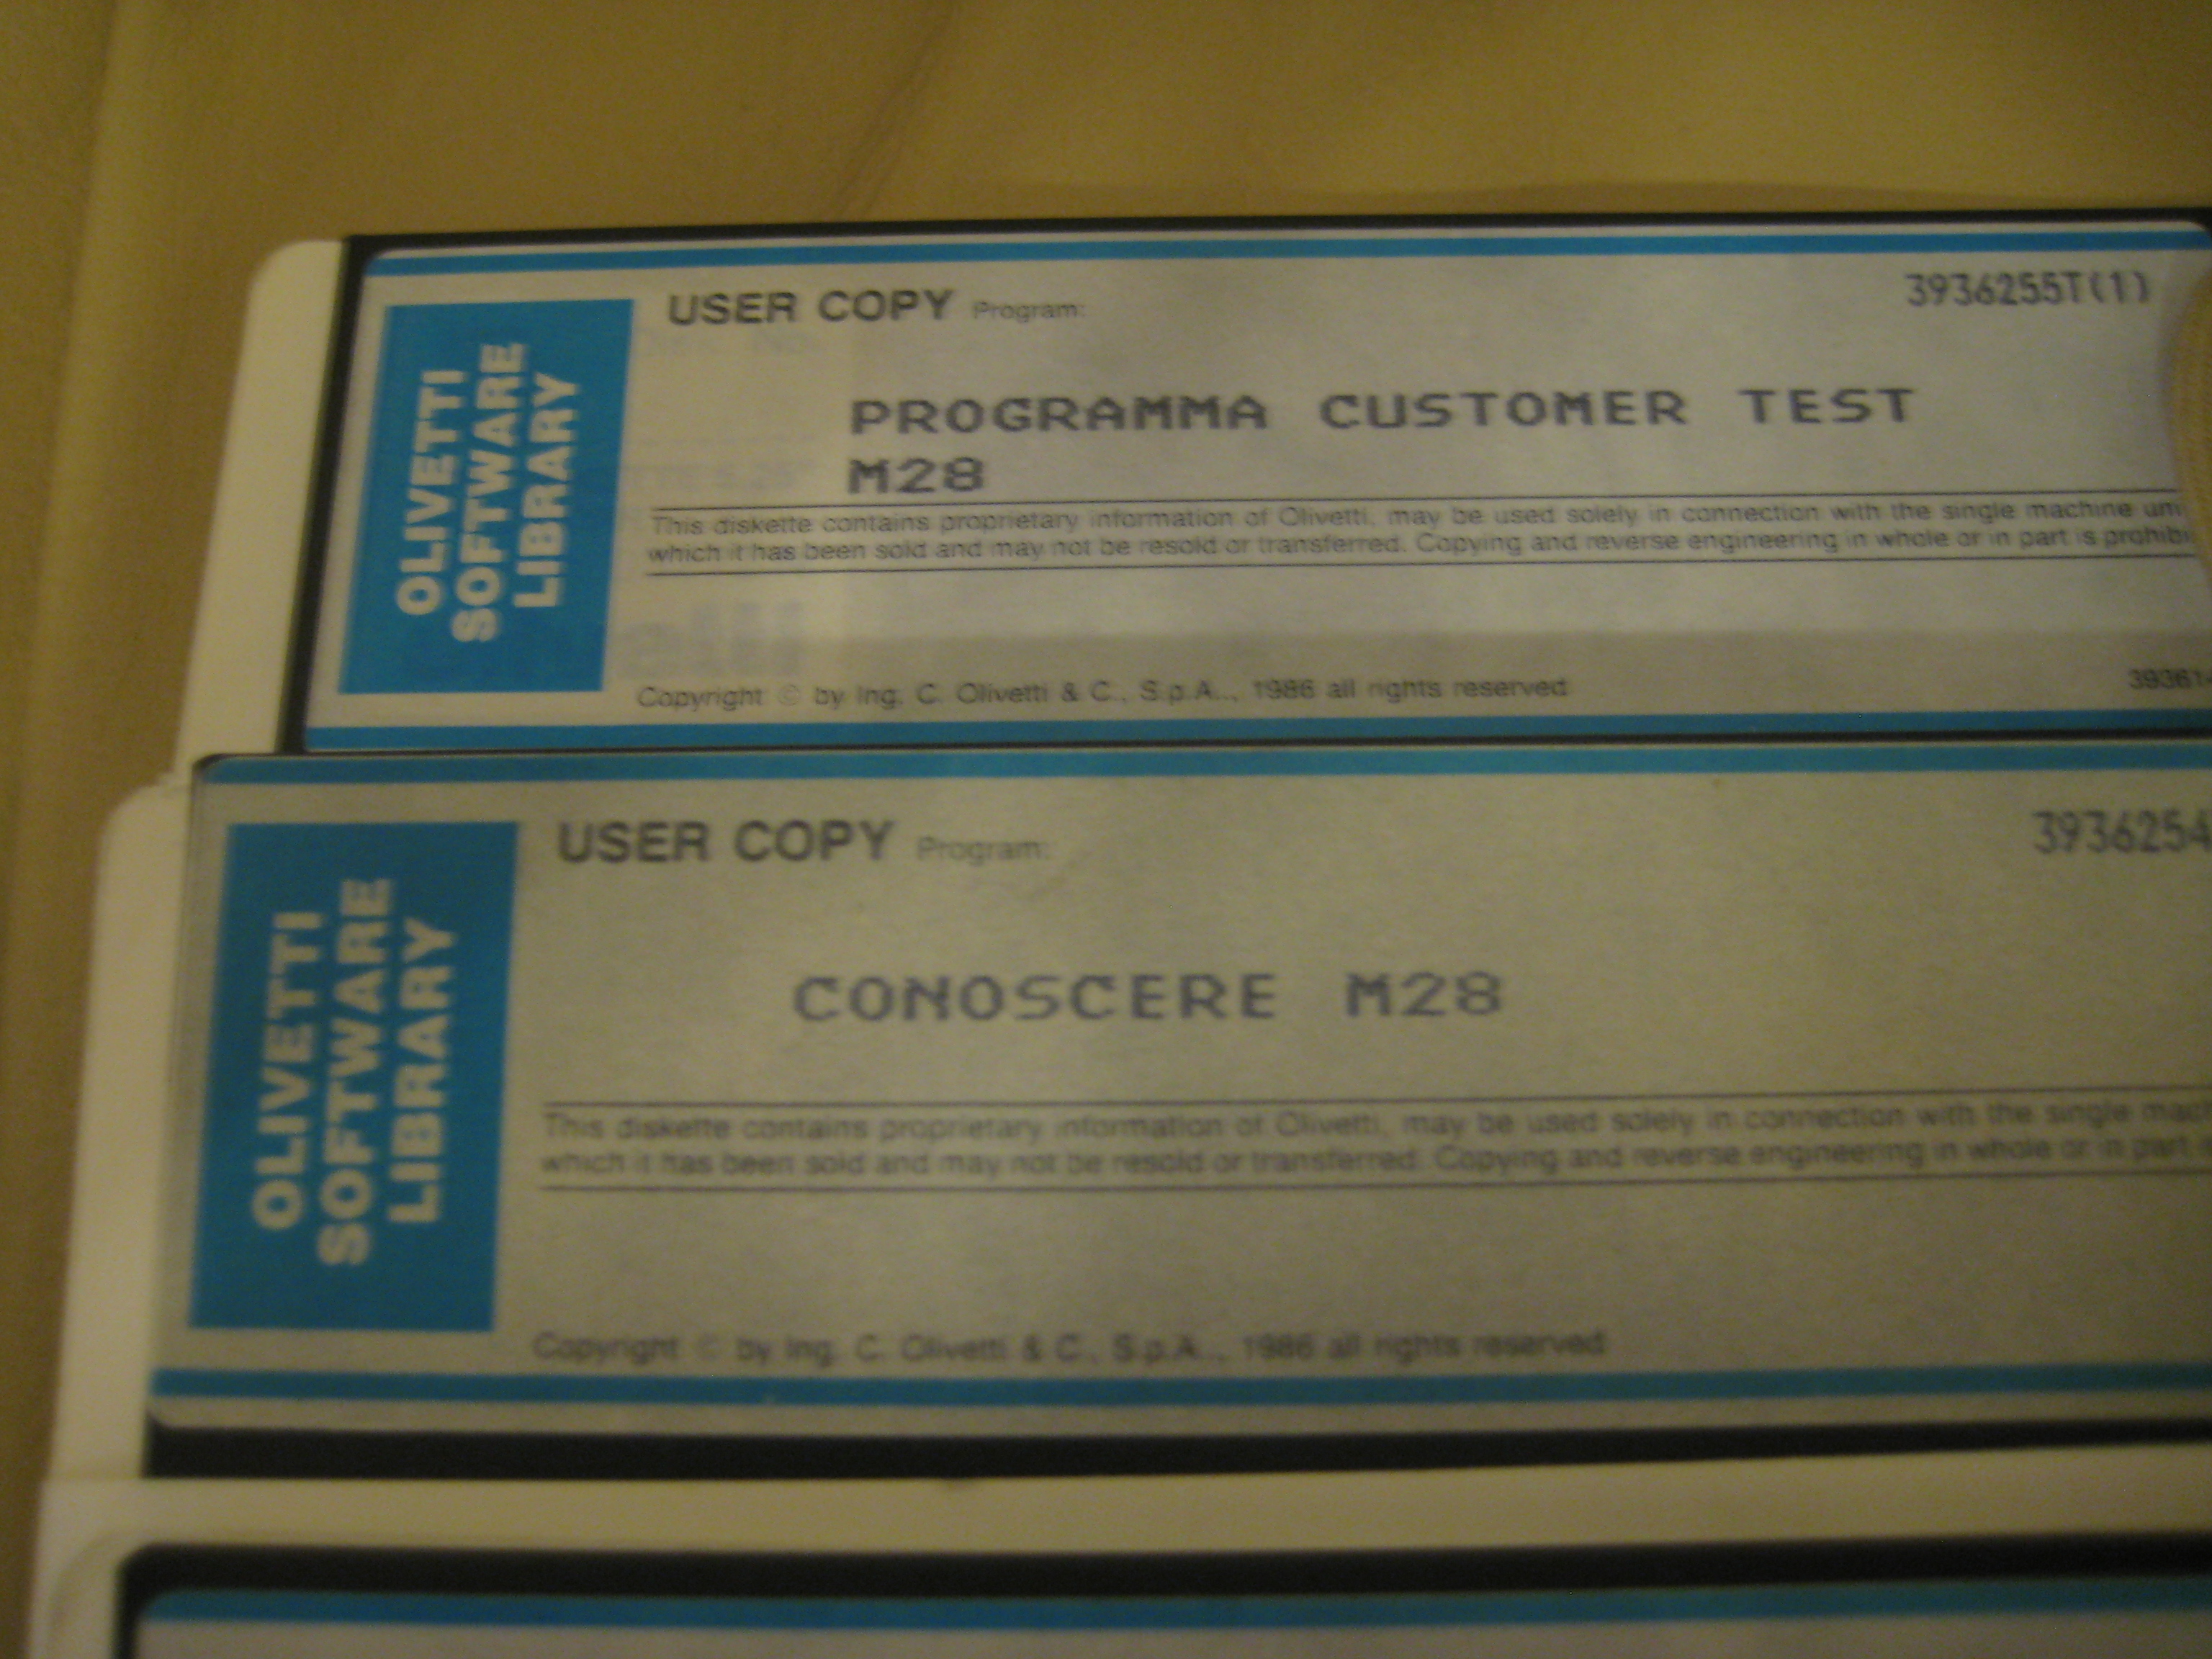 OLIVETTI
SOFTWARE
LIBRARY
USER COPY Program:
3936255T(1)
PROGRAMMA CUSTOMER TEST
M28
This diskette contains proprietary information of Olivetti, may be used solely in connection with the single machine
which it has been sold and may not be resold or transferred. Copying and reverse engineering in whole or in part is
Copyright © by Ing. C. Olivetti & C., S.p.A.., 1986 all rights reserved
OLIVETTI
SOFTWARE
LIBRARY
USER COPY Program:
3936254
CONOSCERE M28
This diskette contains proprietary information of Olivetti, may be used solely in connection with the single
which it has been sold and may not be resold or transferred. Copying and reverse engineering in whole or in part
Copyright © by Ing. C. Olivetti & C., S.p.A.., 1986 all rights reserved